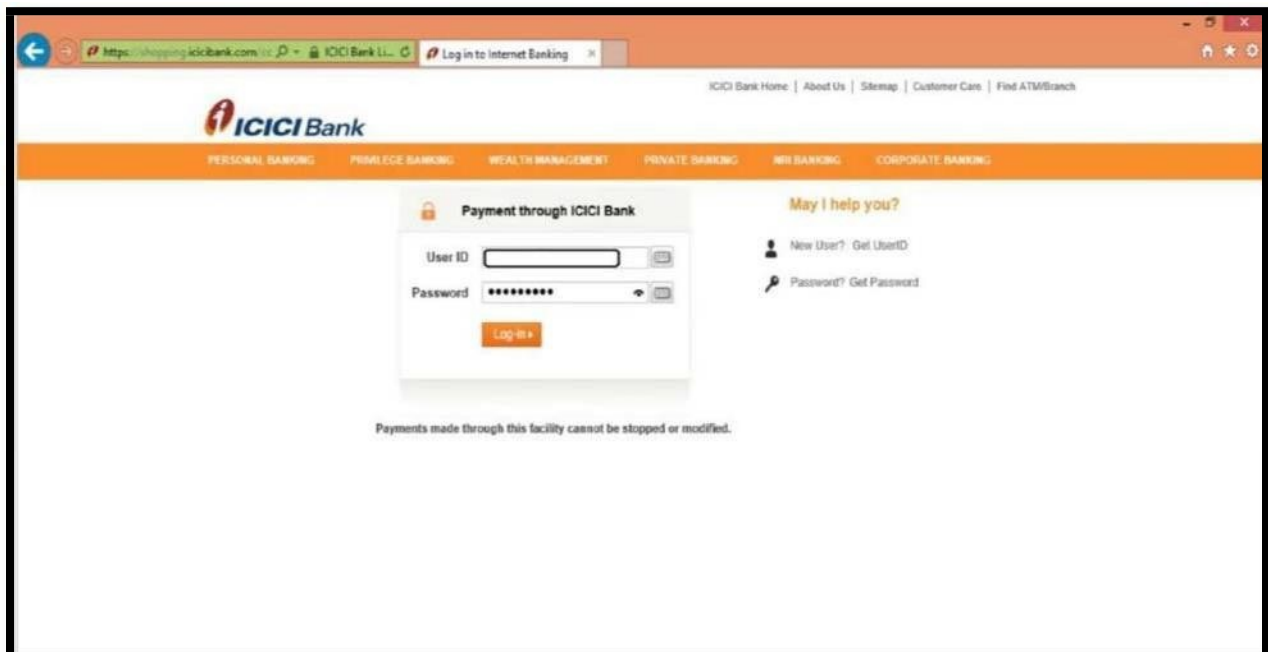 https://shopping.icicibank.com/cc
ICICI Bank Li...
Log in to Internet Banking
ICICI Bank Home | About Us | Sitemap | Customer Care | Find ATM/Branch
ICICI Bank
PERSONAL BANKING PRIVILEGE BANKING WEALTH MANAGEMENT PRIVATE BANKING NRI BANKING CORPORATE BANKING
Payment through ICICI Bank
May I help you?
User ID
New User? Get UserID
Password
Password? Get Password
Log-in
Payments made through this facility cannot be stopped or modified.